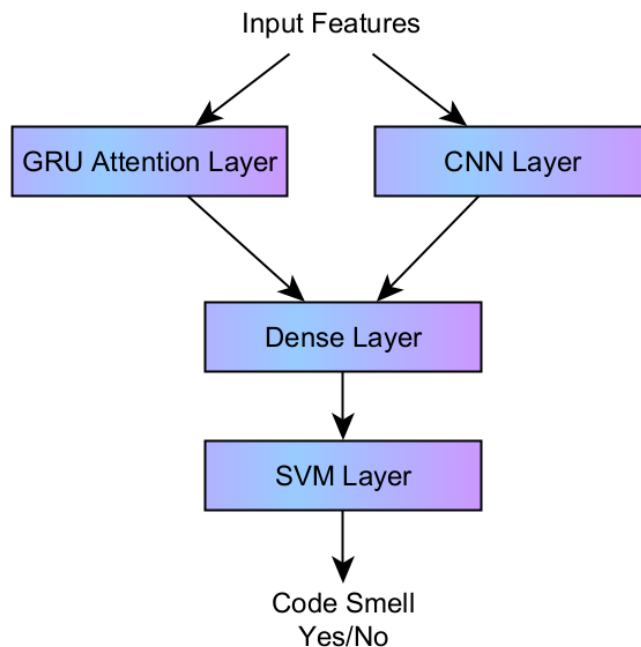 Input Features
GRU Attention Layer
CNN Layer
Dense Layer
SVM Layer
Code Smell
Yes/No